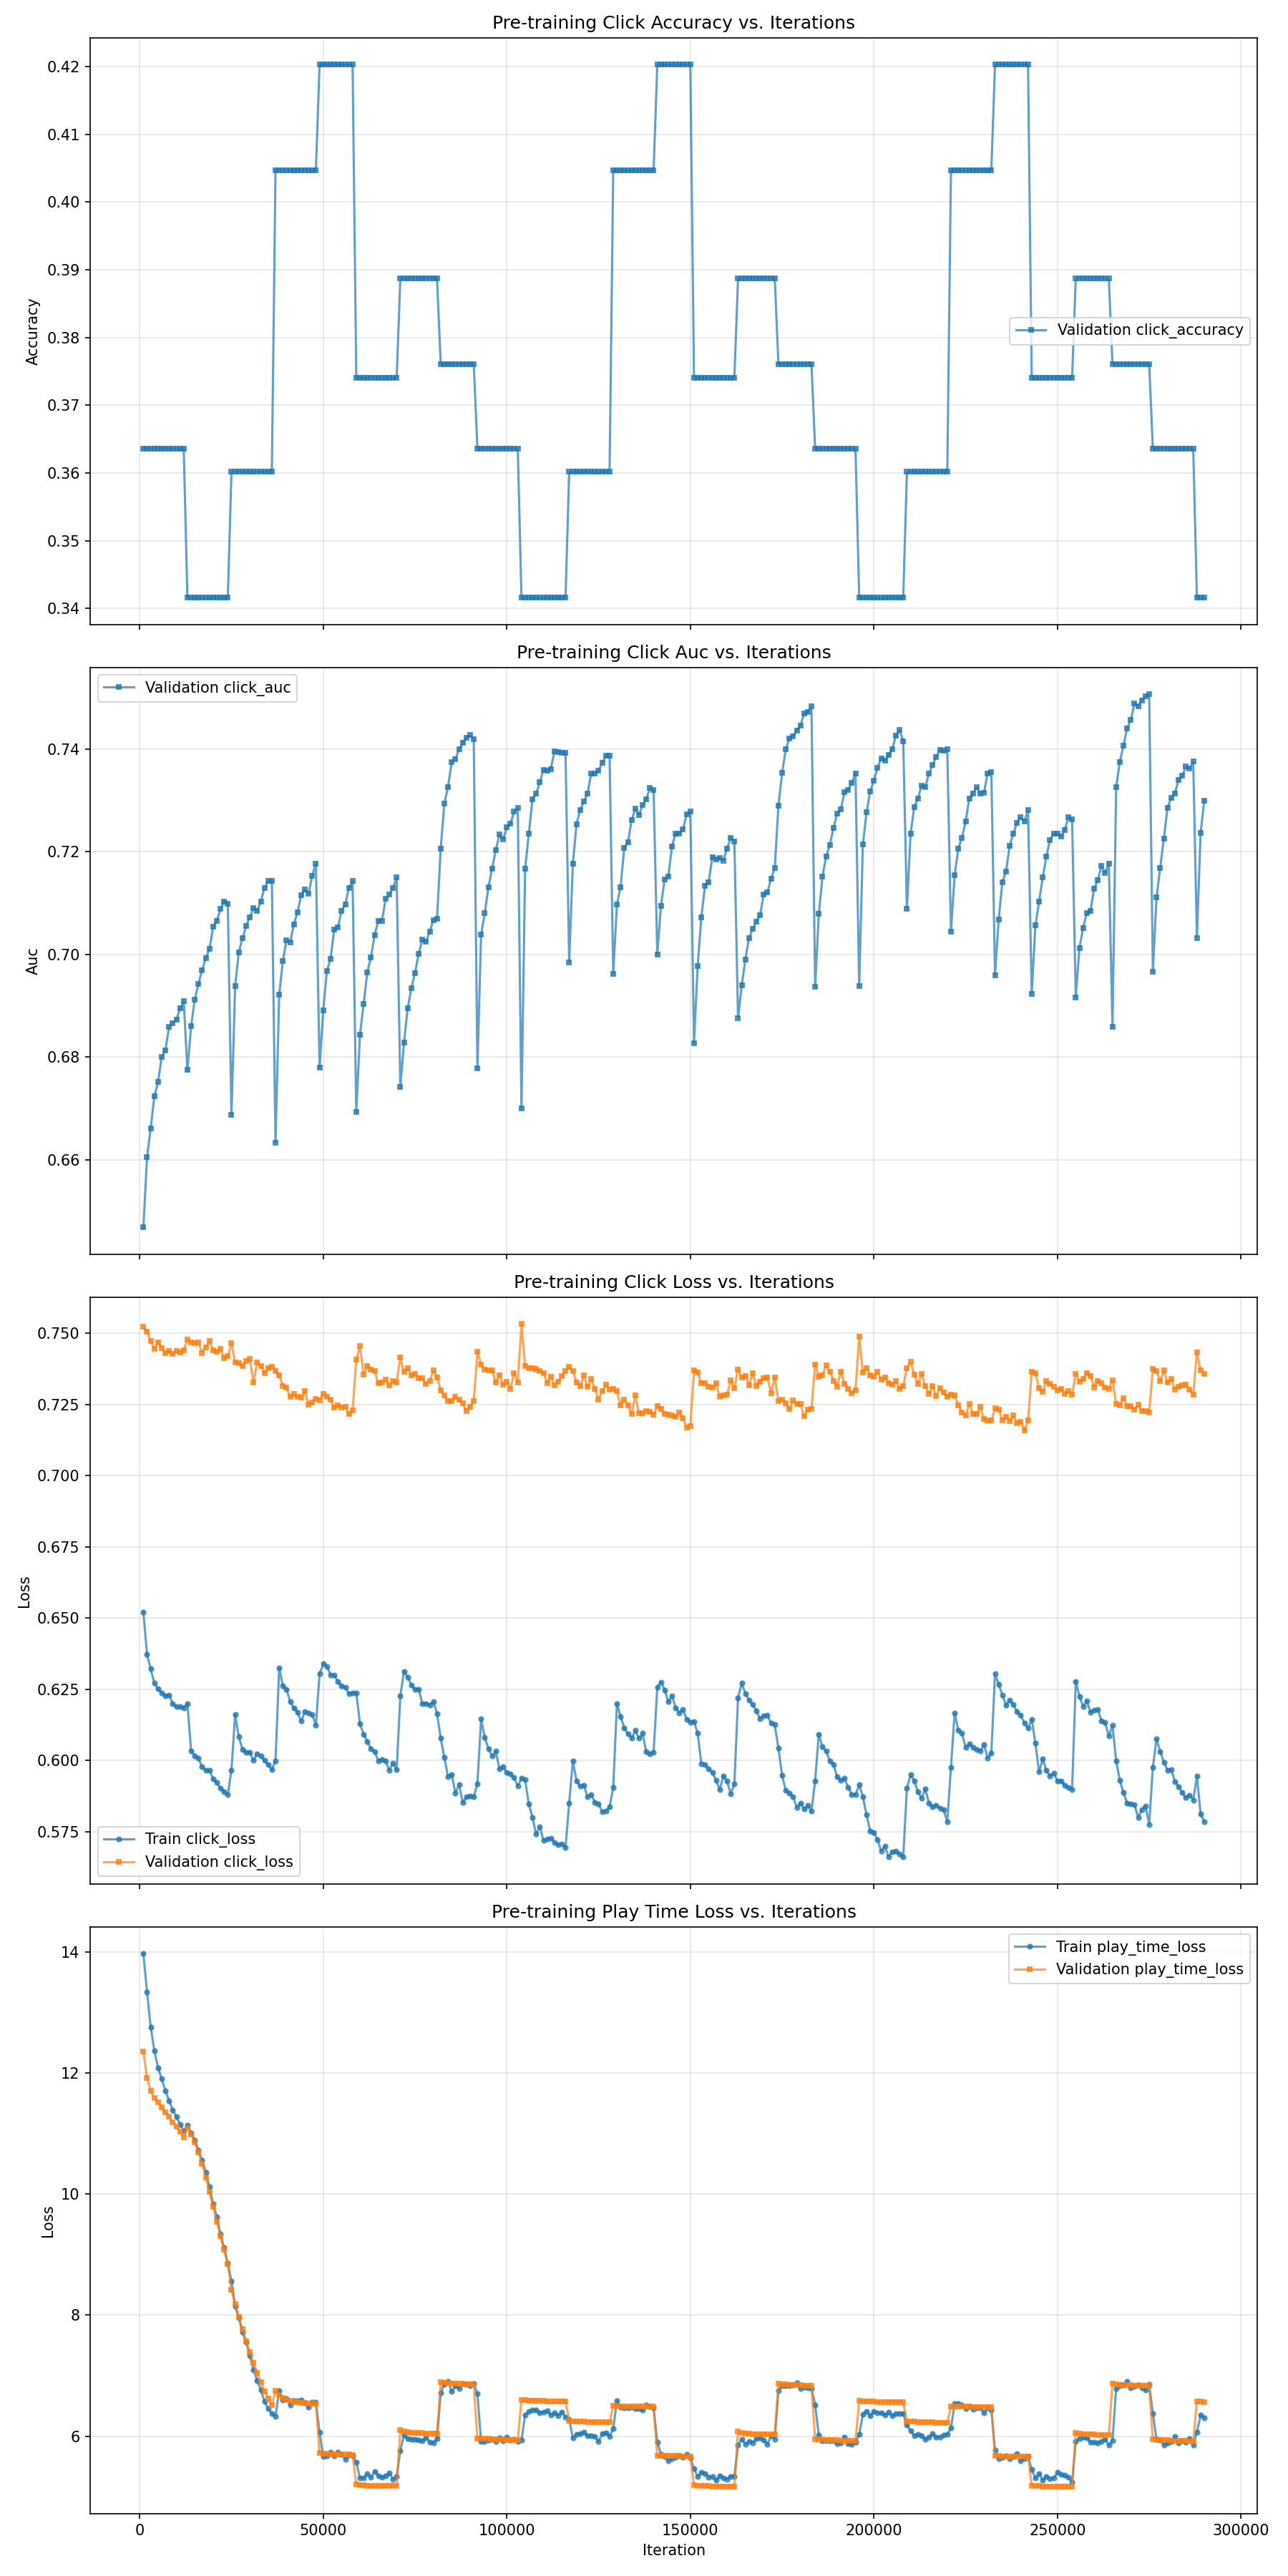 Pre-training Click Accuracy vs. Iterations
0.42
0.41
0.40
0.39
0.38
0.37
0.36
0.35
0.34
Accuracy
Validation click_accuracy
Pre-training Click Auc vs. Iterations
Validation click_auc
0.74
0.72
0.70
0.68
0.66
Auc
Pre-training Click Loss vs. Iterations
0.750
0.725
0.700
0.675
0.650
0.625
0.600
0.575
Loss
Train click_loss
Validation click_loss
Pre-training Play Time Loss vs. Iterations
Train play_time_loss
Validation play_time_loss
14
12
10
8
6
Loss
0
50000
100000
150000
200000
250000
300000
Iteration